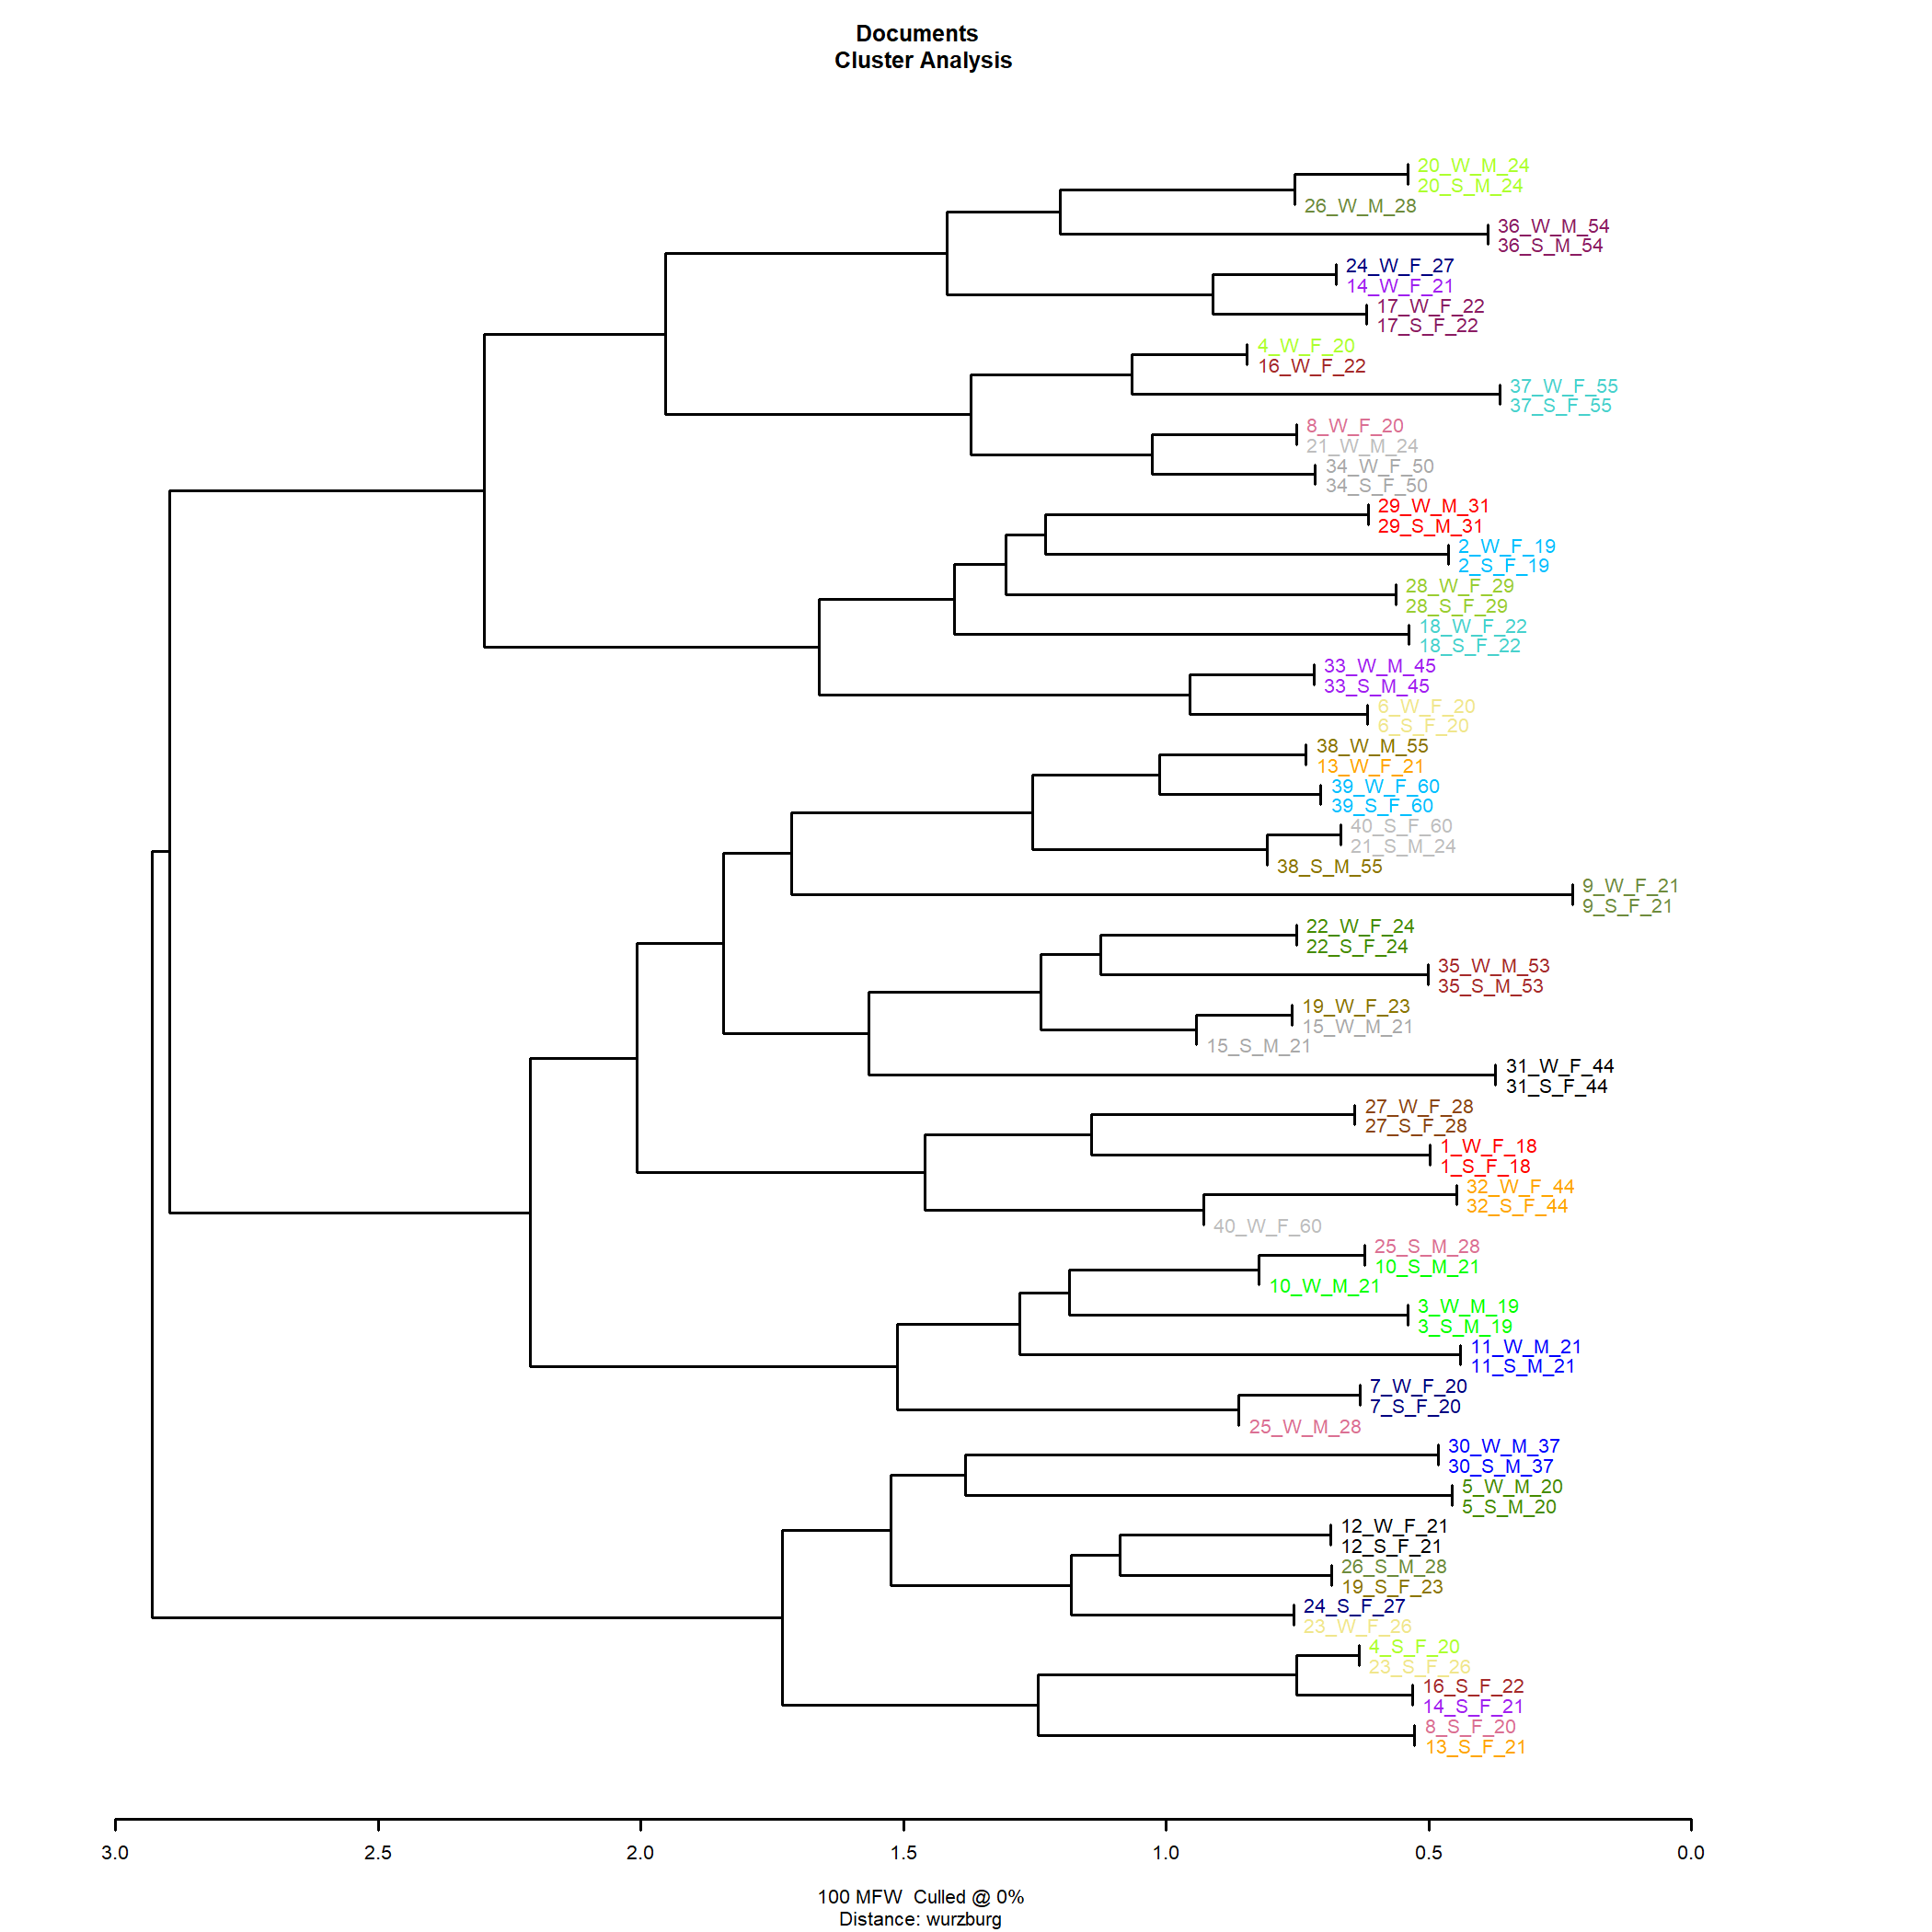 Documents
Cluster Analysis
20_W_M_24
20_S_M_24
26_W_M_28
36_W_M_54
36_S_M_54
24_W_F_27
14_W_F_21
17_W_F_22
17_S_F_22
4_W_F_20
16_W_F_22
37_W_F_55
37_S_F_55
8_W_F_20
21_W_M_24
34_W_F_50
34_S_F_50
29_W_M_31
29_S_M_31
2_W_F_19
2_S_F_19
28_W_F_29
28_S_F_29
18_W_F_22
18_S_F_22
33_W_M_45
33_S_M_45
6_W_F_20
6_S_F_20
38_W_M_55
13_W_F_21
39_W_F_60
39_S_F_60
40_S_F_60
21_S_M_24
38_S_M_55
9_W_F_21
9_S_F_21
22_W_F_24
22_S_F_24
35_W_M_53
35_S_M_53
19_W_F_23
15_W_M_21
15_S_M_21
31_W_F_44
31_S_F_44
27_W_F_28
27_S_F_28
1_W_F_18
1_S_F_18
32_W_F_44
32_S_F_44
40_W_F_60
25_S_M_28
10_S_M_21
10_W_M_21
3_W_M_19
3_S_M_19
11_W_M_21
11_S_M_21
7_W_F_20
7_S_F_20
25_W_M_28
30_W_M_37
30_S_M_37
5_W_M_20
5_S_M_20
12_W_F_21
12_S_F_21
26_S_M_28
19_S_F_23
24_S_F_27
23_W_F_26
4_S_F_20
23_S_F_26
16_S_F_22
14_S_F_21
8_S_F_20
13_S_F_21
3.0 2.5 2.0 1.5 1.0 0.5 0.0
100 MFW  Culled @ 0%
Distance: wurzburg